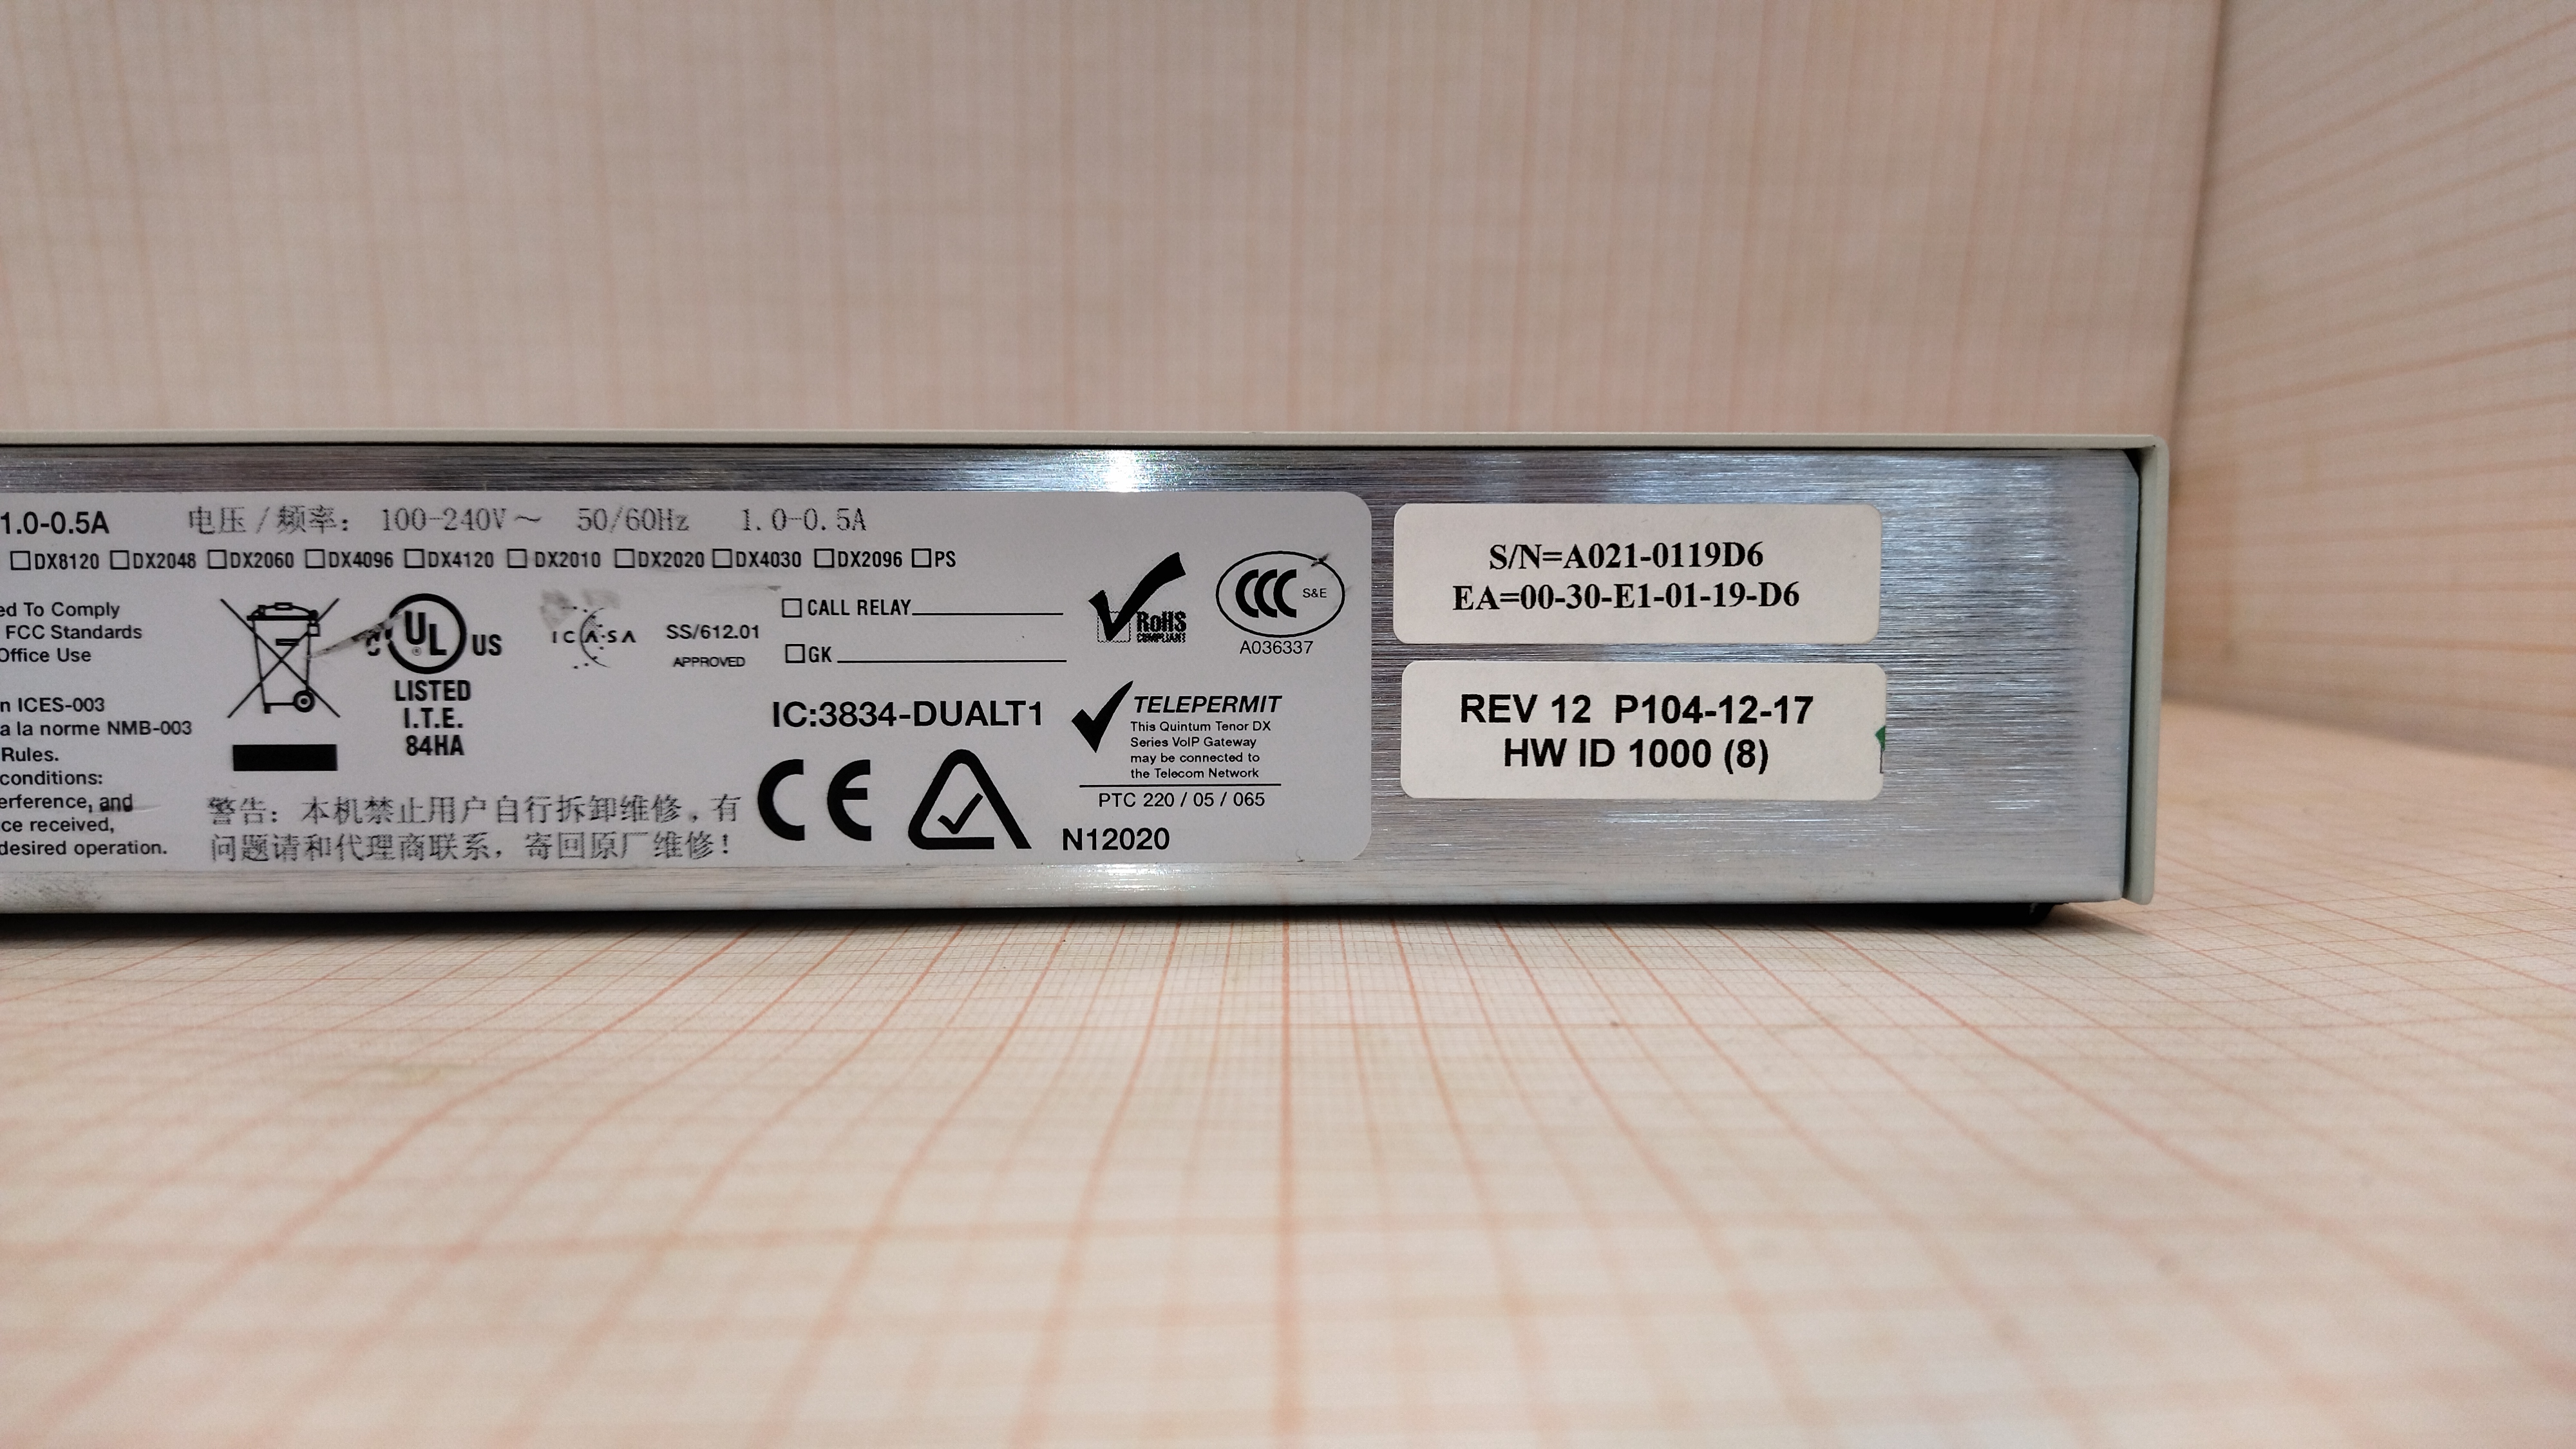 1.0-0.5A 电压/频率: 100-240V~ 50/60Hz 1.0-0.5A
□DX8120 □DX2048 □DX2060 □DX4096 □DX4120 □DX2010 □DX2020 □DX4030 □DX2096 □PS
ed To Comply
FCC Standards
Office Use
n ICES-003
a la norme NMB-003
Rules.
conditions:
erference, and
ce received,
desired operation.
c UL ® US
LISTED
I.T.E.
84HA
ICASA
SS/612.01
APPROVED
□CALL RELAY
□GK
RoHS
COMPLIANT
CCC S&E
A036337
IC:3834-DUALT1
TELEPERMIT
This Quintum Tenor DX
Series VoIP Gateway
may be connected to
the Telecom Network
PTC 220 / 05 / 065
CE
N12020
警告: 本机禁止用户自行拆卸维修, 有
问题请和代理商联系, 寄回原厂维修!
S/N=A021-0119D6
EA=00-30-E1-01-19-D6
REV 12 P104-12-17
HW ID 1000 (8)